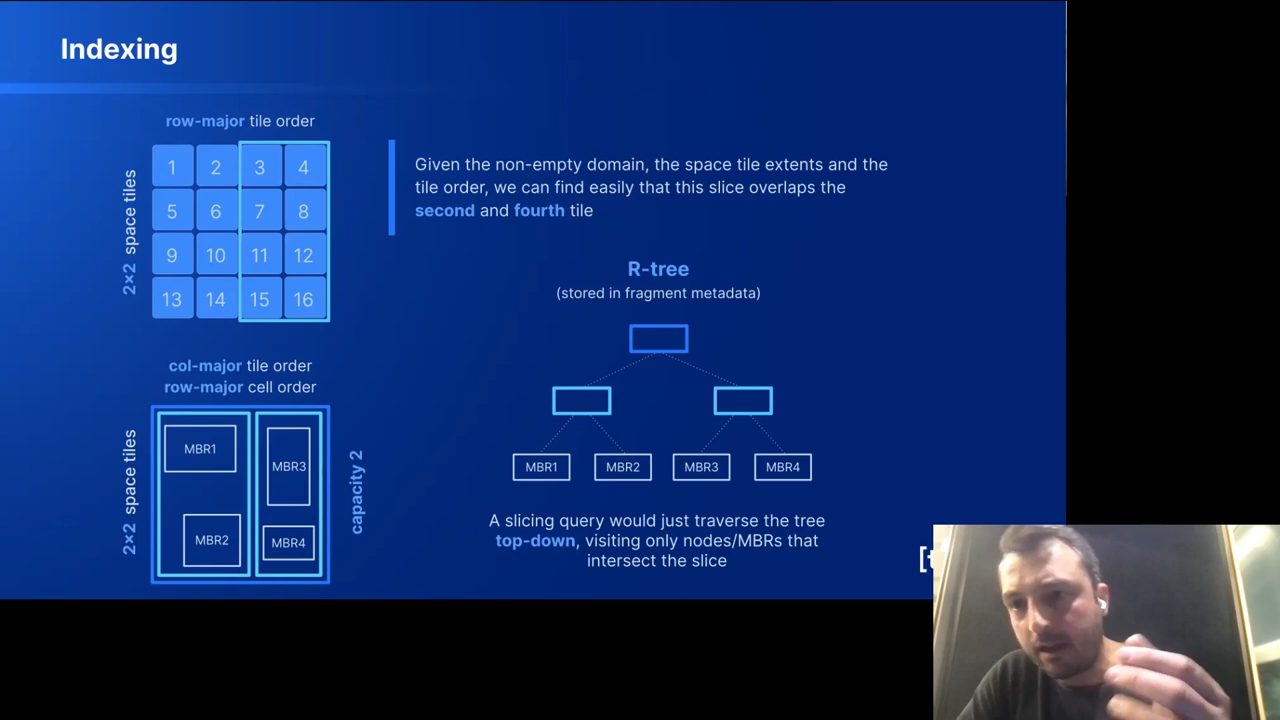 Indexing
row-major tile order
2×2 space tiles
1 2 3 4
5 6 7 8
9 10 11 12
13 14 15 16
Given the non-empty domain, the space tile extents and the
tile order, we can find easily that this slice overlaps the
second and fourth tile
col-major tile order
row-major cell order
2×2 space tiles
MBR1
MBR2
MBR3
MBR4
capacity 2
R-tree
(stored in fragment metadata)
MBR1 MBR2 MBR3 MBR4
A slicing query would just traverse the tree
top-down, visiting only nodes/MBRs that
intersect the slice